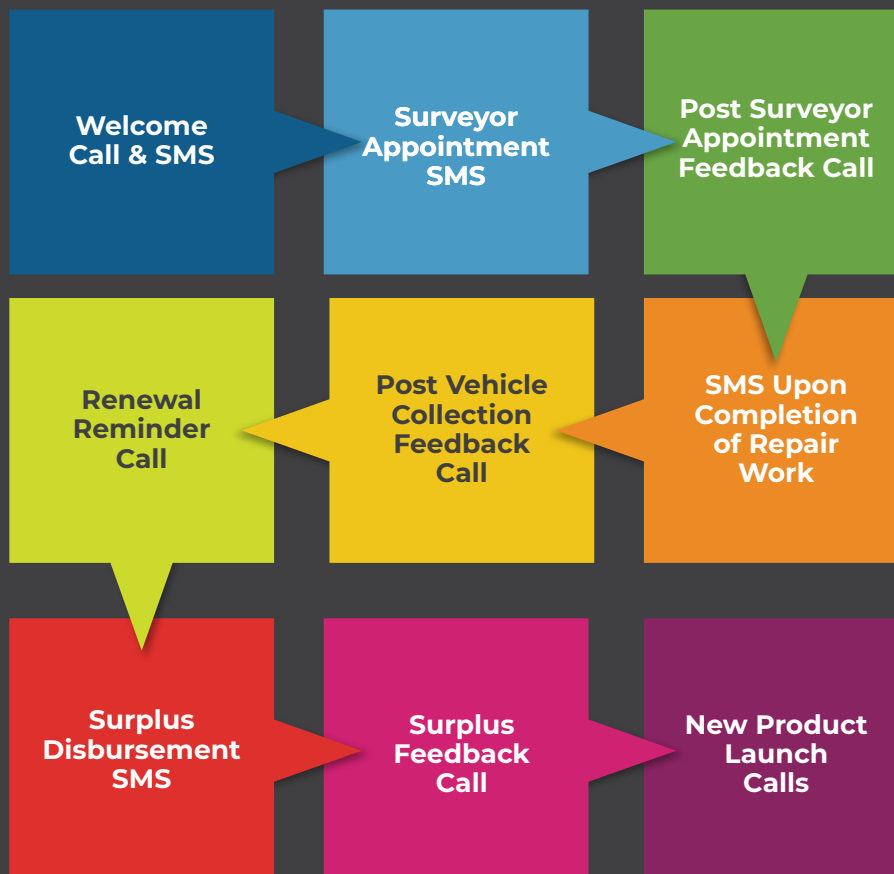 Welcome
Call & SMS
Surveyor
Appointment
SMS
Post Surveyor
Appointment
Feedback Call
SMS Upon
Completion
of Repair
Work
Post Vehicle
Collection
Feedback
Call
Renewal
Reminder
Call
Surplus
Disbursement
SMS
Surplus
Feedback
Call
New Product
Launch
Calls